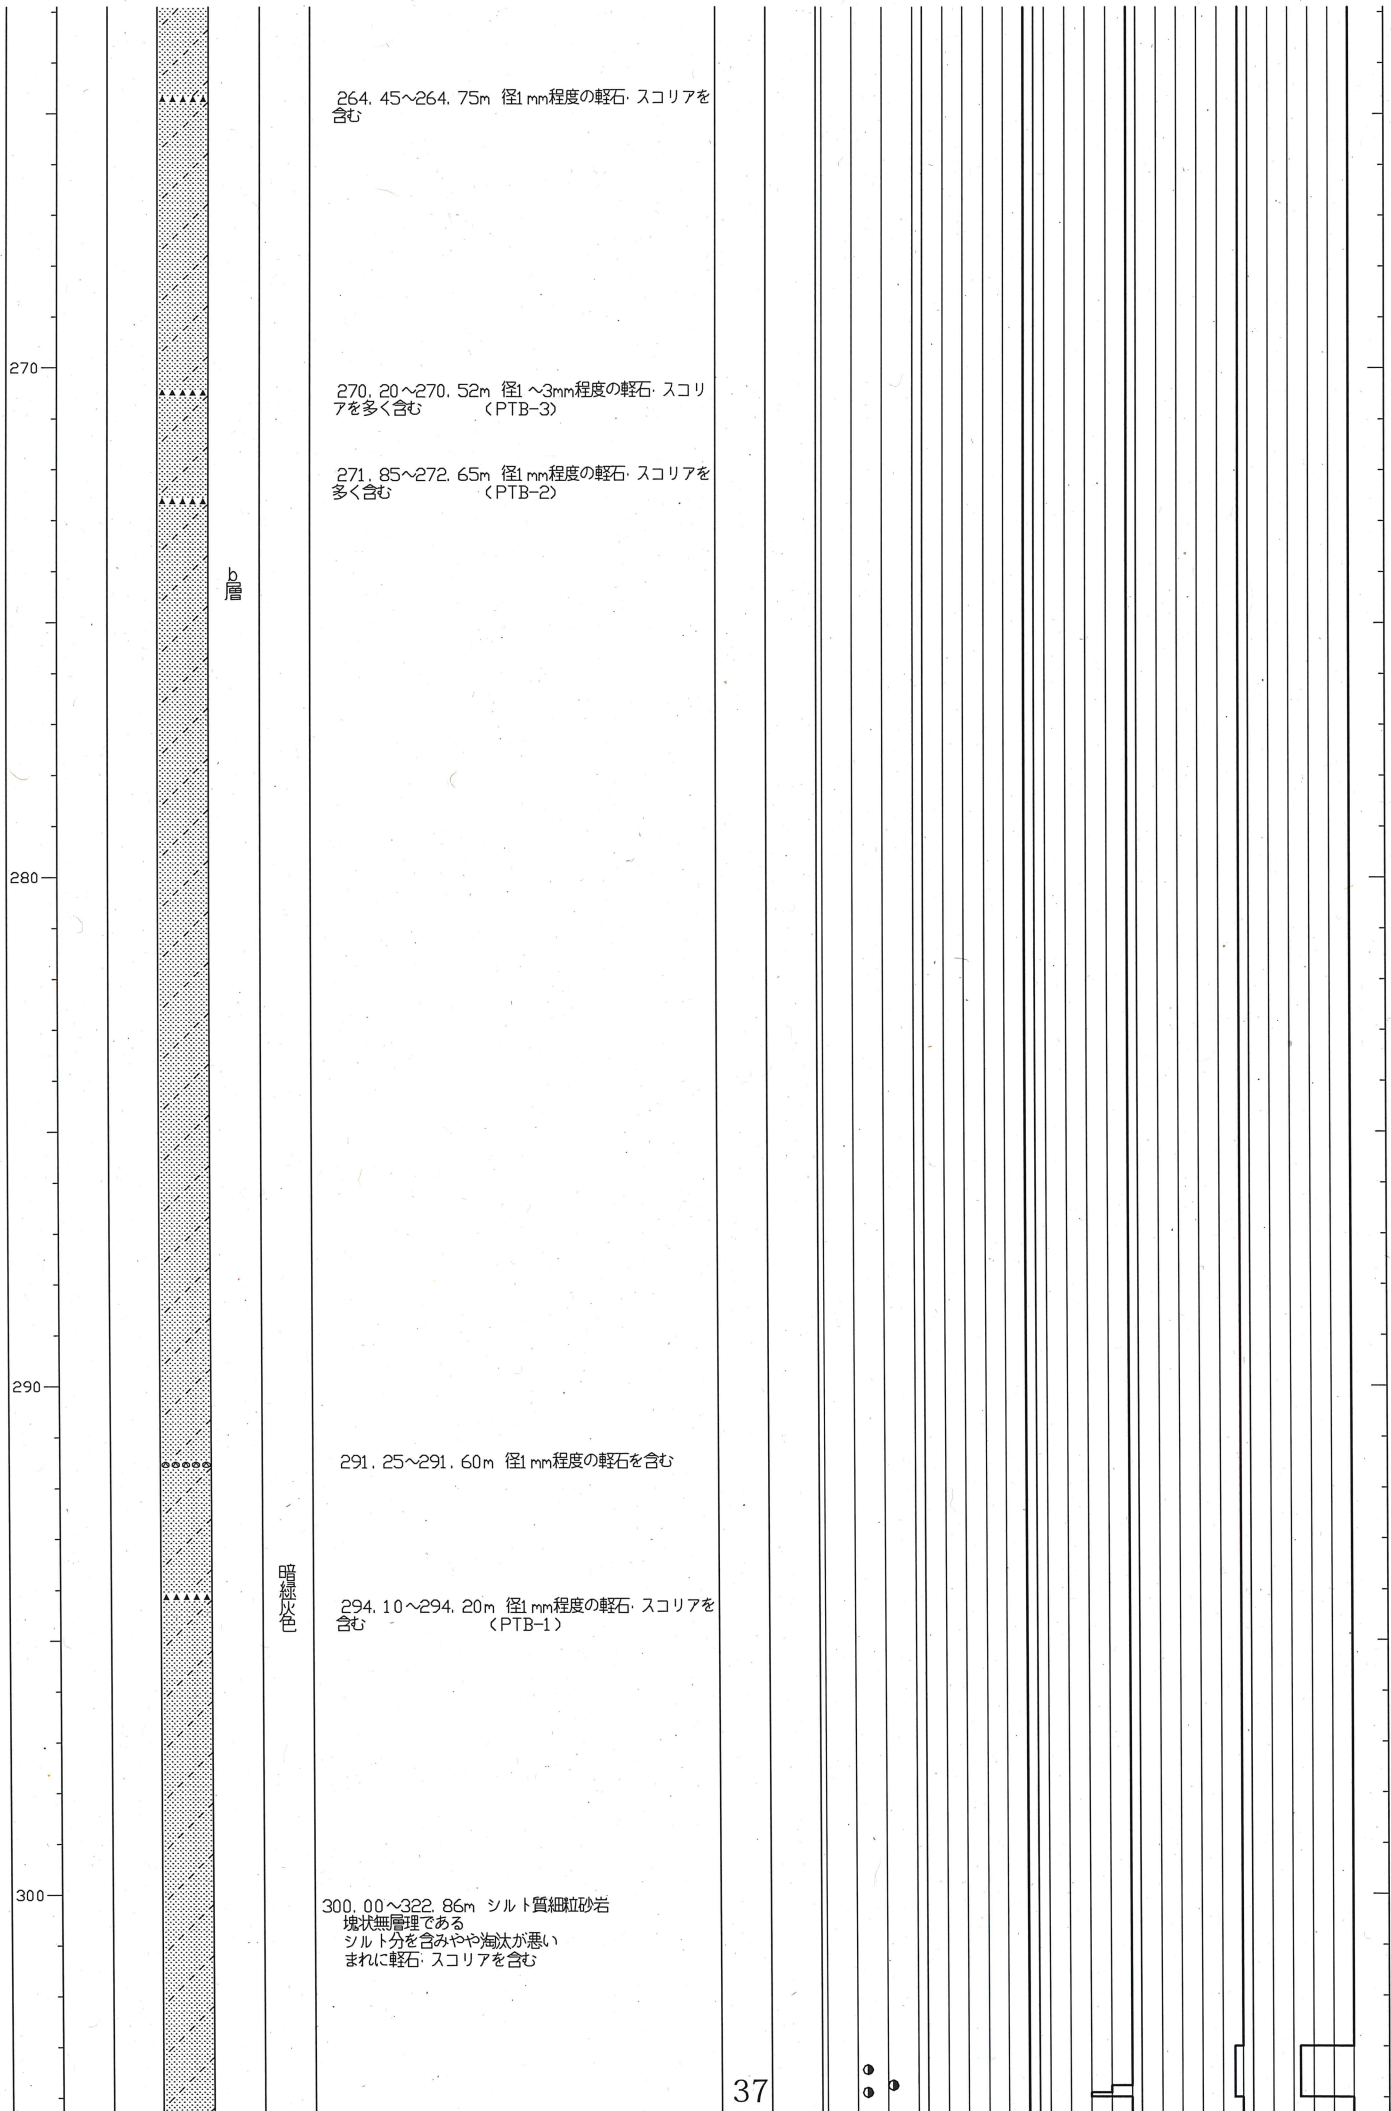 264.45～264.75m 径1mm程度の軽石・スコリアを
含む
270
270.20～270.52m 径1～3mm程度の軽石・スコリ
アを多く含む (PTB-3)
271.85～272.65m 径1mm程度の軽石・スコリアを
多く含む (PTB-2)
b層
280
290
291.25～291.60m 径1mm程度の軽石を含む
暗緑灰色
294.10～294.20m 径1mm程度の軽石・スコリアを
含む (PTB-1)
300
300.00～322.86m シルト質細粒砂岩
塊状無層理である
シルト分を含みやや淘汰が悪い
まれに軽石・スコリアを含む
37